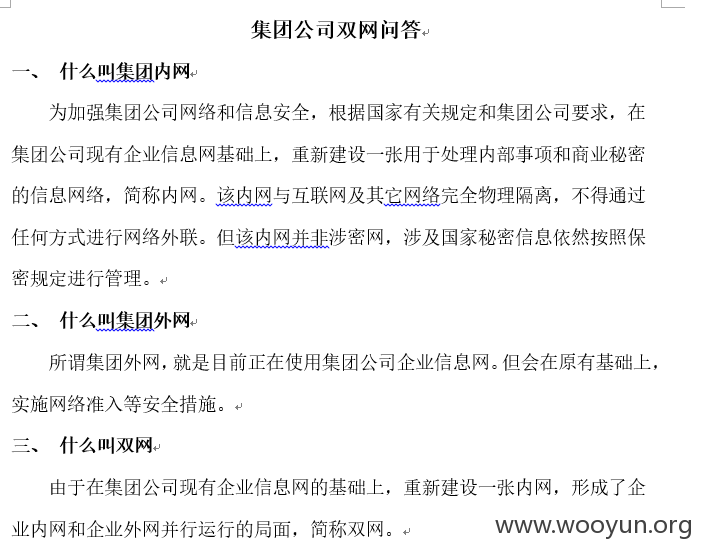 集团公司双网问答
一、 什么叫集团内网
为加强集团公司网络和信息安全，根据国家有关规定和集团公司要求，在
集团公司现有企业信息网基础上，重新建设一张用于处理内部事项和商业秘密
的信息网络，简称内网。该内网与互联网及其它网络完全物理隔离，不得通过
任何方式进行网络外联。但该内网并非涉密网，涉及国家秘密信息依然按照保
密规定进行管理。
二、 什么叫集团外网
所谓集团外网，就是目前正在使用集团公司企业信息网。但会在原有基础上，
实施网络准入等安全措施。
三、 什么叫双网
由于在集团公司现有企业信息网的基础上，重新建设一张内网，形成了企
业内网和企业外网并行运行的局面，简称双网。
www.wooyun.org